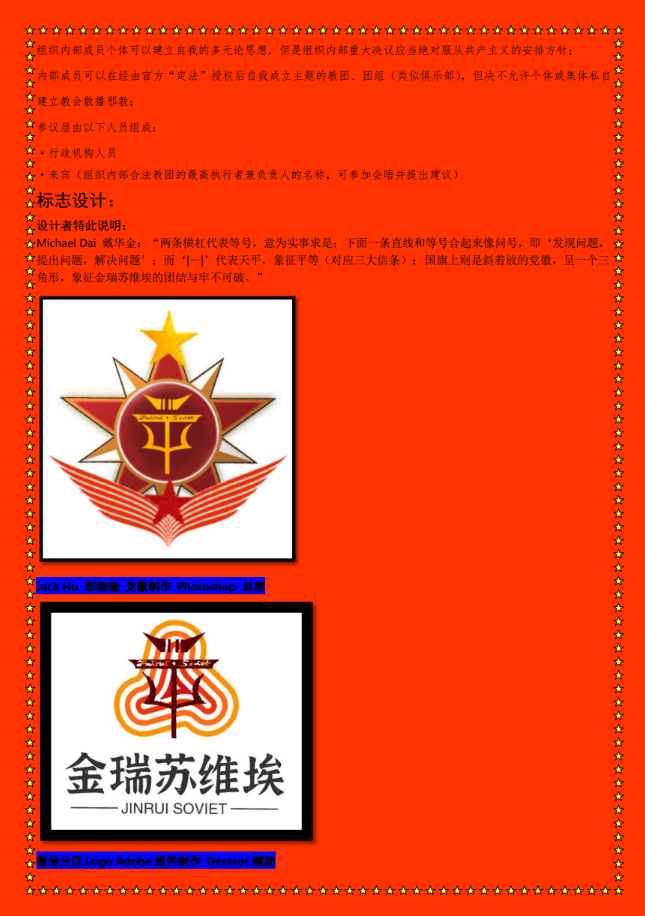 组织内部成员个体可以建立自我的多元论思想，但是组织内部重大决议应当绝对服从共产主义的安排方针；
内部成员可以在经由官方“定法”授权后自我成立主题的教团、团组（类似俱乐部），但决不允许个体或集体私自
建立教会散播邪教；
参议层由以下人员组成：
·行政机构人员
·来宾（组织内部合法教团的最高执行者兼负责人的名称，可参加会晤并提出建议）
标志设计：
设计者特此说明：
Michael Dai 戴华金：“两条横杠代表等号，意为实事求是；下面一条直线和等号合起来像问号，即‘发现问题，
提出问题，解决问题’；而‘|－|’代表天平，象征平等（对应三大信条）；国旗上则是斜着放的党徽，呈一个三
角形，象征金瑞苏维埃的团结与牢不可破。”
Jack Hu 胡珈瑜 党徽制作 Photoshop 总部
金瑞苏维埃
JINRUI SOVIET
微信分区 Logo Adobe 组件制作 Desmos 辅助